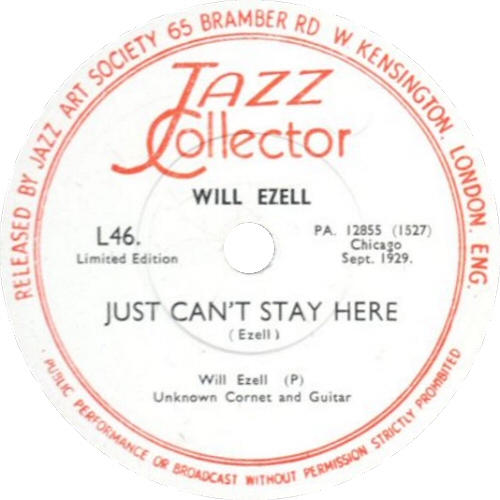 RELEASED BY JAZZ ART SOCIETY 65 BRAMBER RD W KENSINGTON. LONDON. ENG.
JAZZ
Collector
WILL EZELL
L46.
Limited Edition
PA. 12855 (1527)
Chicago
Sept. 1929.
JUST CAN'T STAY HERE
(Ezell)
Will Ezell (P)
Unknown Cornet and Guitar
PUBLIC PERFORMANCE OR BROADCAST WITHOUT PERMISSION STRICTLY PROHIBITED